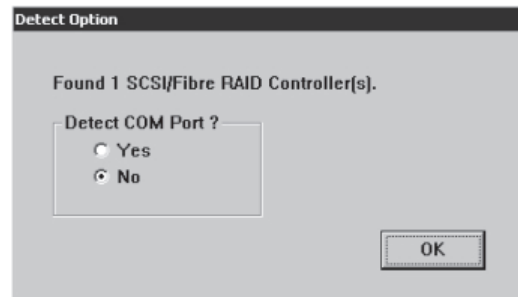 Detect Option
Found 1 SCSI/Fibre RAID Controller(s).
Detect COM Port ?
Yes
No
OK